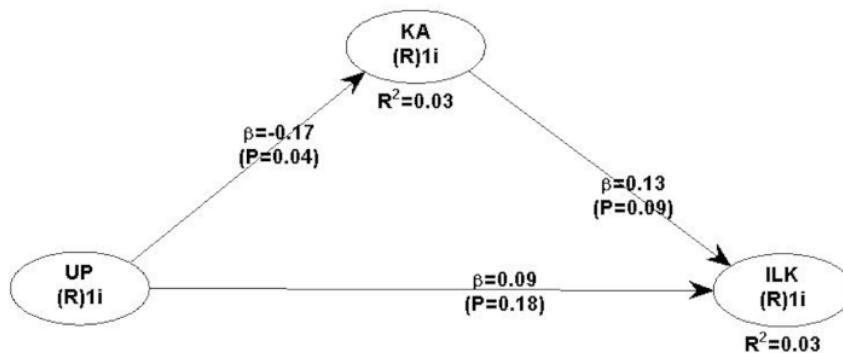 KA
(R)1i
R²=0.03
β=-0.17
(P=0.04)
β=0.13
(P=0.09)
UP
(R)1i
β=0.09
(P=0.18)
ILK
(R)1i
R²=0.03